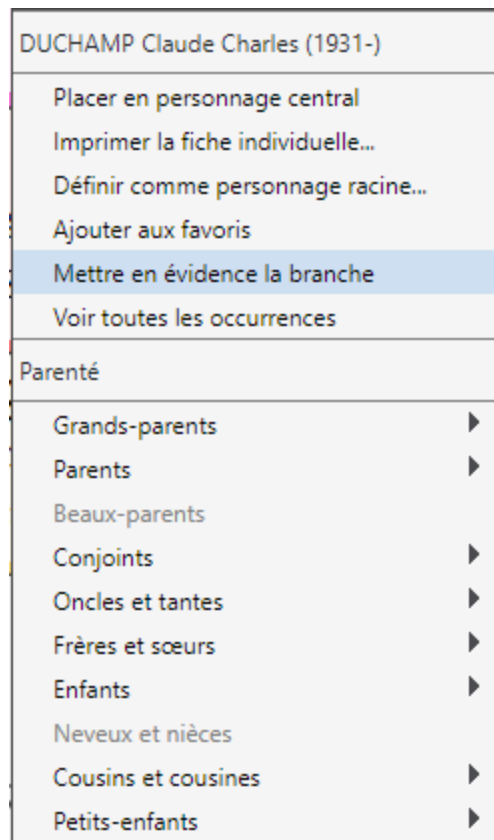 DUCHAMP Claude Charles (1931-)
Placer en personnage central
Imprimer la fiche individuelle...
Définir comme personnage racine...
Ajouter aux favoris
Mettre en évidence la branche
Voir toutes les occurrences
Parenté
Grands-parents
Parents
Beaux-parents
Conjoints
Oncles et tantes
Frères et sœurs
Enfants
Neveux et nièces
Cousins et cousines
Petits-enfants